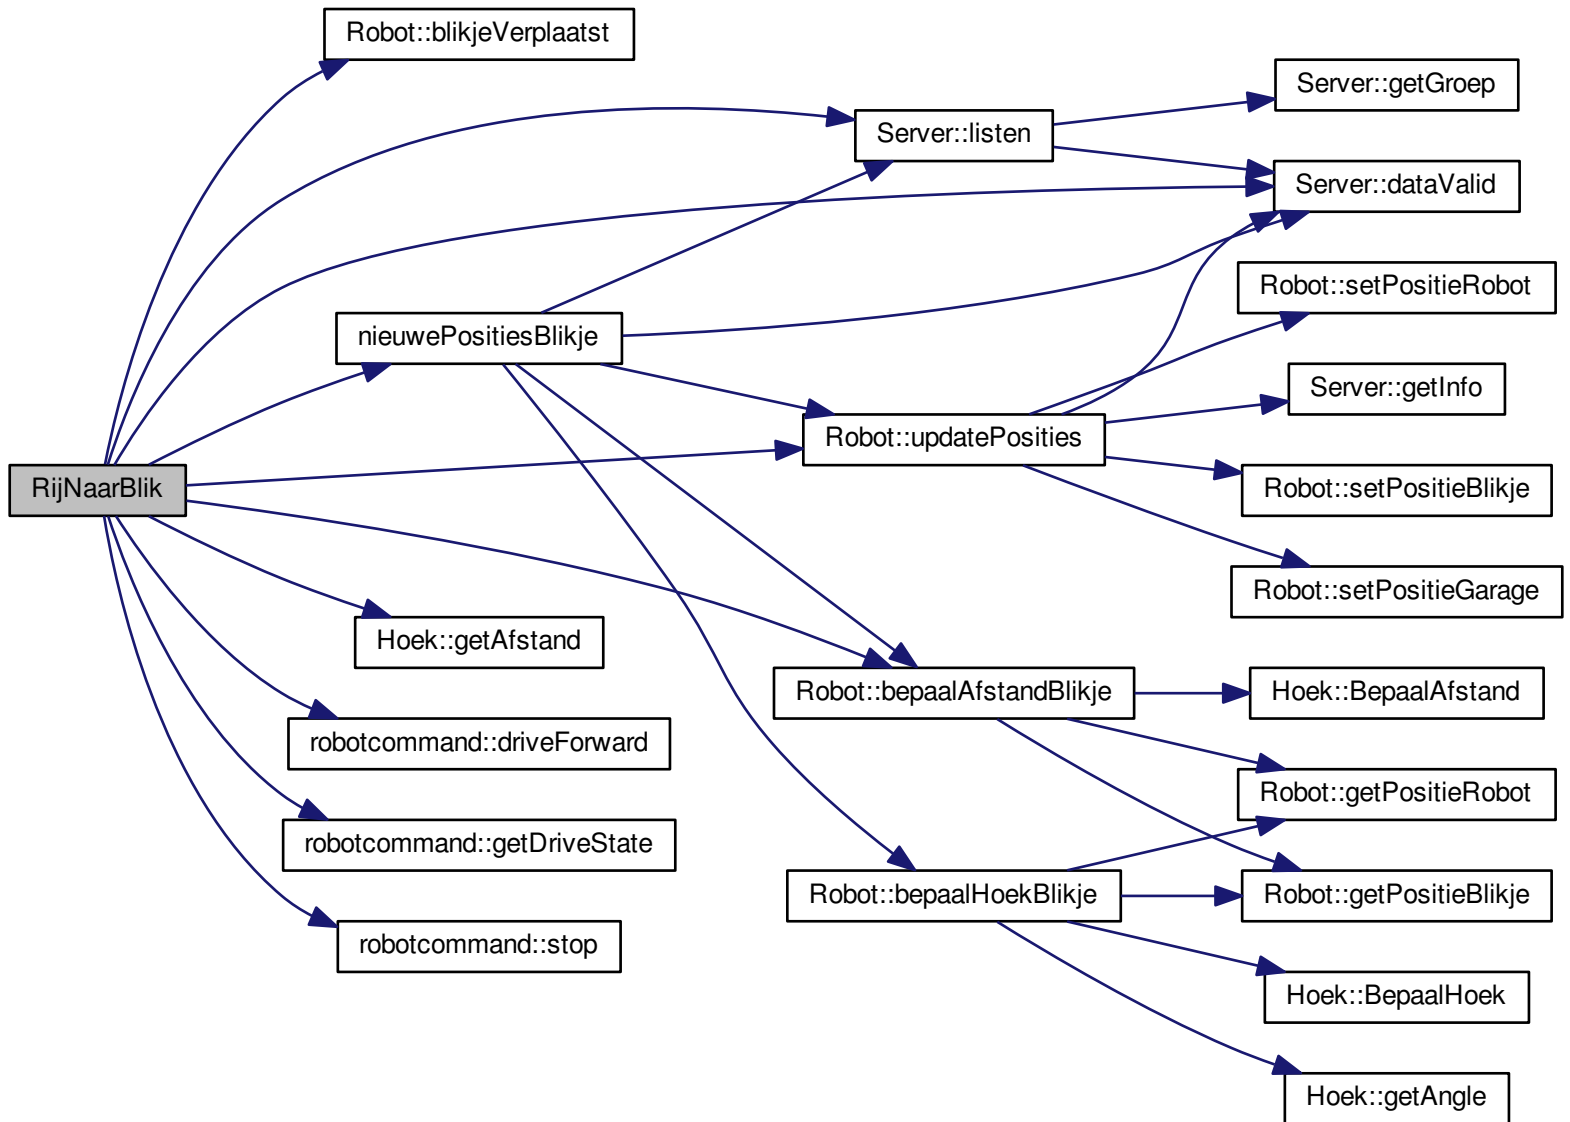 Robot::blikjeVerplaatst
Server::getGroep
Server::listen
Server::dataValid
Robot::setPositieRobot
nieuwePositiesBlikje
Server::getInfo
Robot::updatePosities
RijNaarBlik
Robot::setPositieBlikje
Robot::setPositieGarage
Hoek::getAfstand
Robot::bepaalAfstandBlikje
Hoek::BepaalAfstand
robotcommand::driveForward
Robot::getPositieRobot
robotcommand::getDriveState
Robot::bepaalHoekBlikje
Robot::getPositieBlikje
robotcommand::stop
Hoek::BepaalHoek
Hoek::getAngle